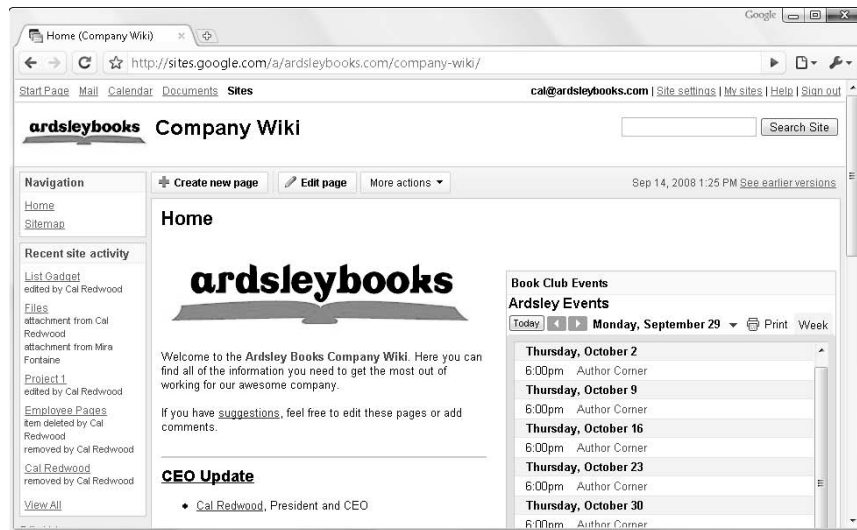 Google
Home (Company Wiki)
http://sites.google.com/a/ardsleybooks.com/company-wiki/
Start Page Mail Calendar Documents Sites
cal@ardsleybooks.com | Site settings | My sites | Help | Sign out
ardsleybooks Company Wiki
Search Site
Navigation
Home
Sitemap
Recent site activity
List Gadget
edited by Cal Redwood
Files
attachment from Cal
Redwood
attachment from Mira
Fontaine
Project 1
edited by Cal Redwood
Employee Pages
item deleted by Cal
Redwood
removed by Cal Redwood
Cal Redwood
removed by Cal Redwood
View All
Create new page Edit page More actions
Sep 14, 2008 1:25 PM See earlier versions
Home
ardsleybooks
Welcome to the Ardsley Books Company Wiki. Here you can
find all of the information you need to get the most out of
working for our awesome company.
If you have suggestions, feel free to edit these pages or add
comments.
CEO Update
Cal Redwood, President and CEO
Book Club Events
Ardsley Events
Today Monday, September 29 Print Week
Thursday, October 2
6:00pm Author Corner
Thursday, October 9
6:00pm Author Corner
Thursday, October 16
6:00pm Author Corner
Thursday, October 23
6:00pm Author Corner
Thursday, October 30
6:00pm Author Corner